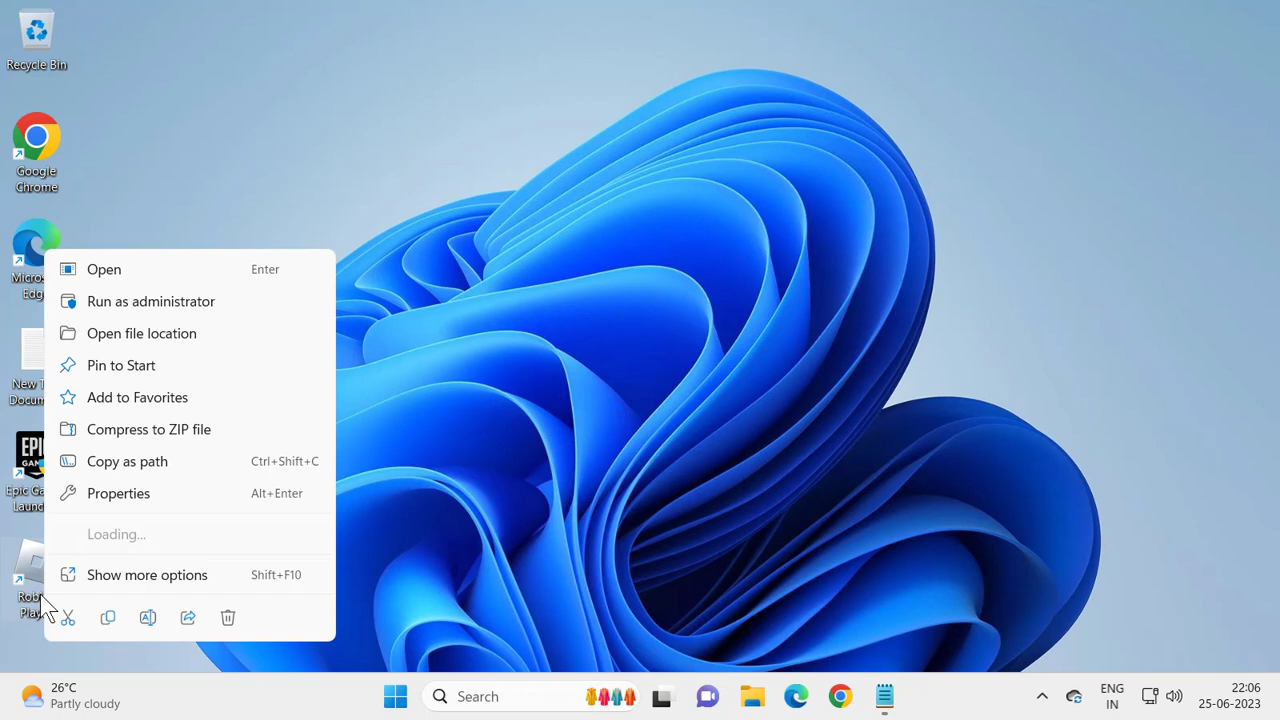 Recycle Bin
Google
Chrome
Open Enter
Run as administrator
Open file location
Pin to Start
Add to Favorites
Compress to ZIP file
Copy as path Ctrl+Shift+C
Properties Alt+Enter
Loading...
Show more options Shift+F10
26°C
Partly cloudy
Search
ENG
IN
22:06
25-06-2023